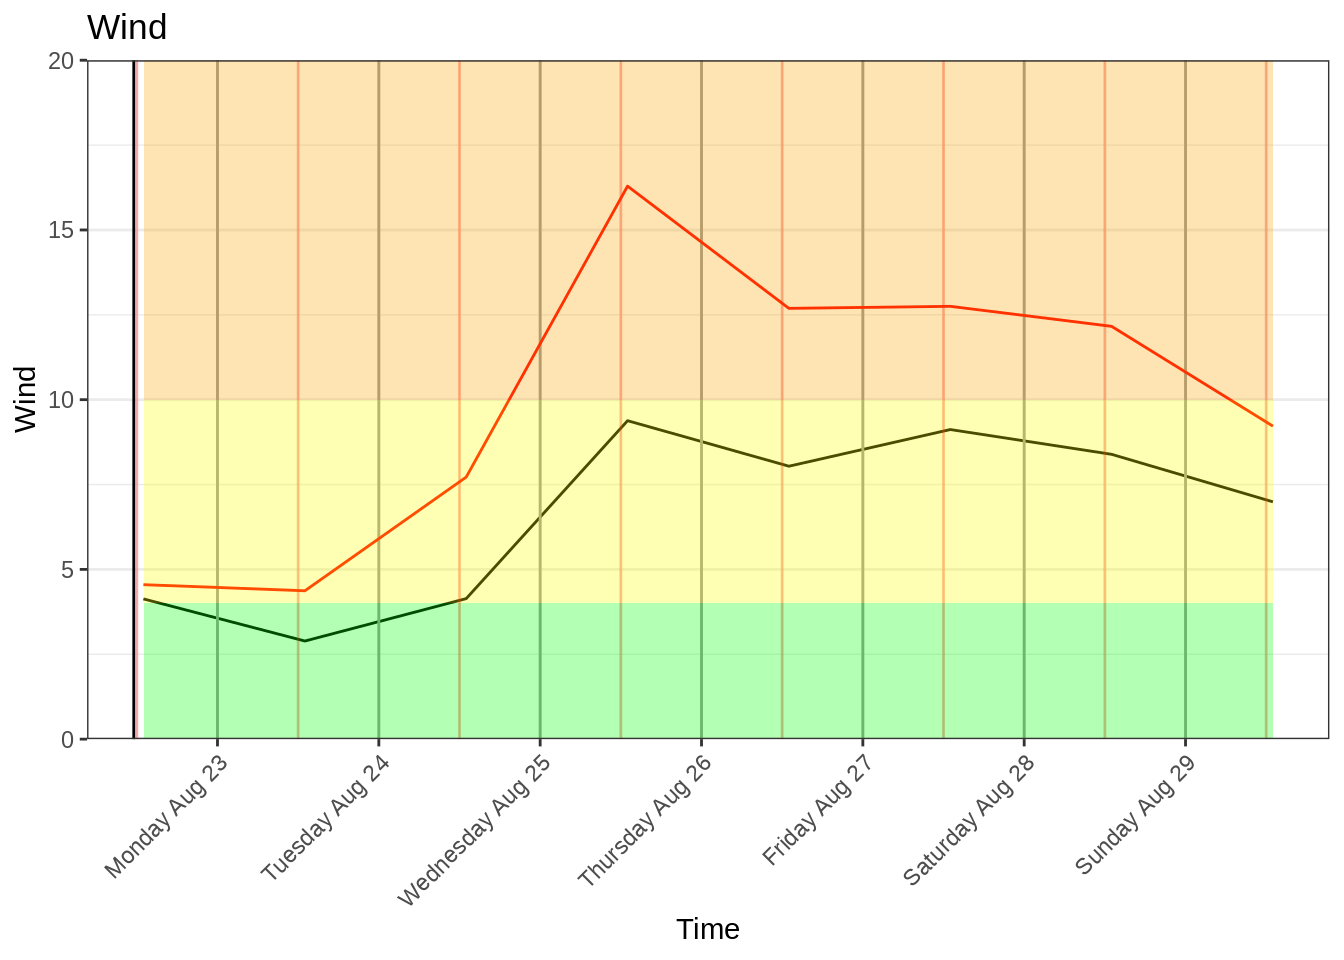 Wind
20
15
10
5
0
Wind
Monday Aug 23
Tuesday Aug 24
Wednesday Aug 25
Thursday Aug 26
Friday Aug 27
Saturday Aug 28
Sunday Aug 29
Time